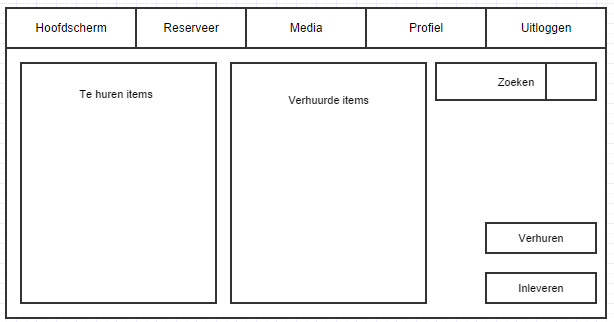 Hoofdscherm
Reserveer
Media
Profiel
Uitloggen
Te huren items
Verhuurde items
Zoeken
Verhuren
Inleveren